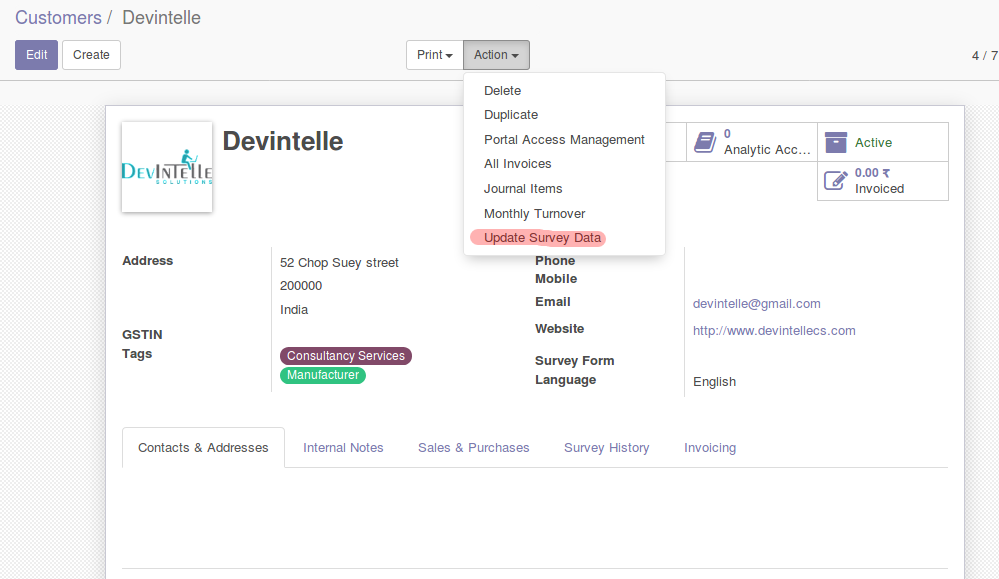 Customers / Devintelle
Edit Create Print Action 4 / 7
Delete
Duplicate
Portal Access Management
All Invoices
Journal Items
Monthly Turnover
Update Survey Data
DEVINTELLE
SOLUTIONS
Devintelle
0
Analytic Acc...
Active
0.00 ₹
Invoiced
Address
52 Chop Suey street
200000
India
GSTIN
Tags
Consultancy Services
Manufacturer
Phone
Mobile
Email devintelle@gmail.com
Website http://www.devintellecs.com
Survey Form
Language English
Contacts & Addresses Internal Notes Sales & Purchases Survey History Invoicing